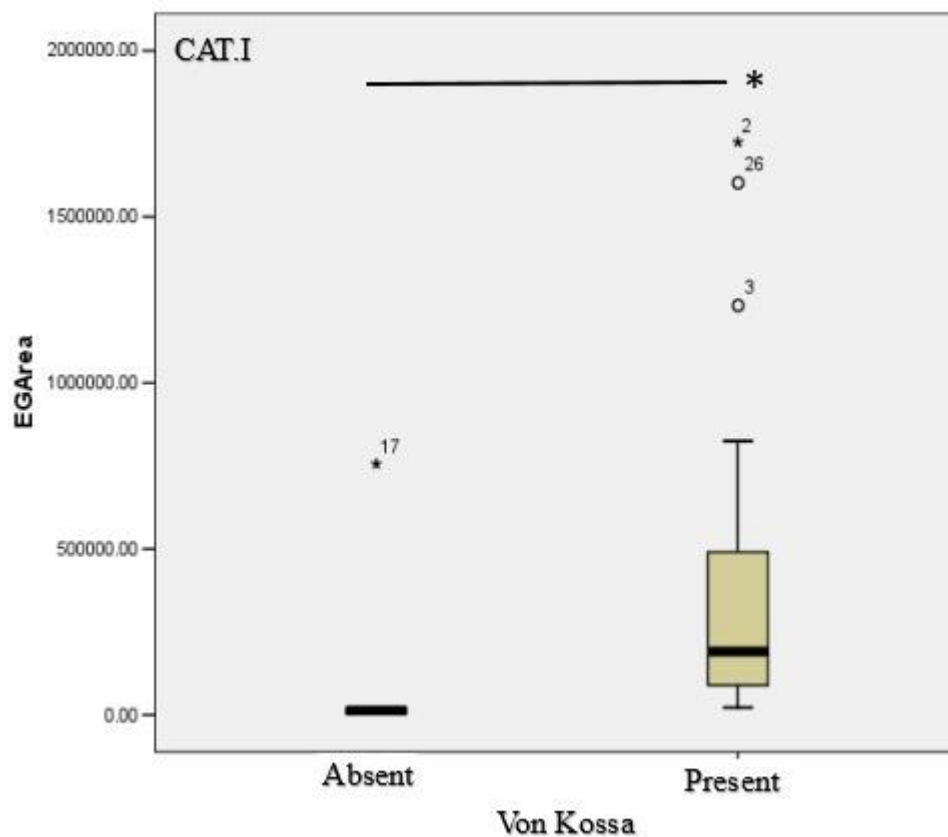 2000000.00
CAT.I
*
2
*
26
1500000.00
3
EGArea
1000000.00
17
*
500000.00
0.00
Absent
Present
Von Kossa